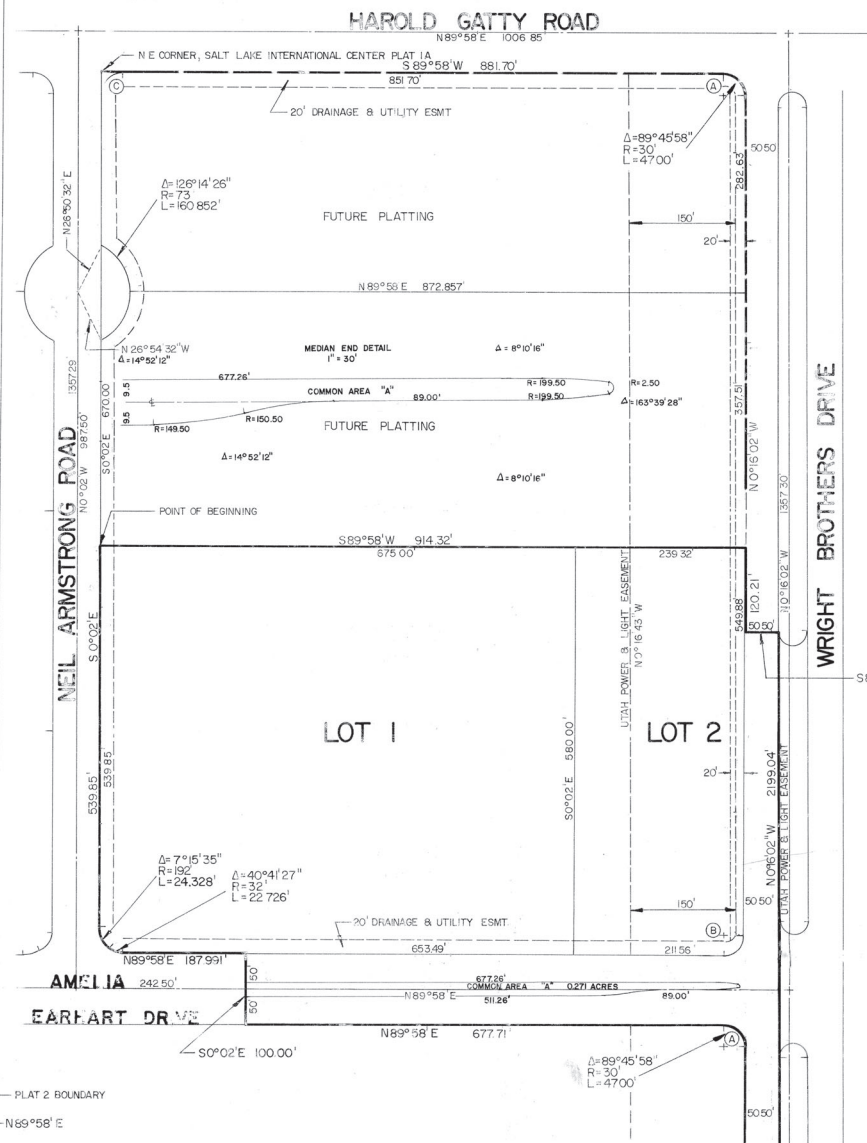 HAROLD GATTY ROAD
N89°58'E 1006.85'
N E CORNER, SALT LAKE INTERNATIONAL CENTER PLAT 1A
S 89°58'W 881.70'
851.70'
C
A
20' DRAINAGE & UTILITY ESMT
Δ=89°45'58"
R=30'
L=47.00'
50.50'
282.63'
N26°50'32"E
Δ=126°14'26"
R=73'
L=160.852'
FUTURE PLATTING
150'
20'
N 89°58'E 872.857'
N 26°54'32"W
Δ=14°52'12"
MEDIAN END DETAIL
1" = 30'
Δ = 8°10'16"
1357.29'
677.26'
R=199.50
R=2.50
9.5
COMMON AREA "A"
89.00'
R=199.50
Δ=163°39'28"
670.00'
357.51'
9.5
R=149.50
R=150.50
FUTURE PLATTING
987.50'
N0°02'W
S0°02'E
Δ=14°52'12"
Δ=8°10'16"
N 0°16'02"W
1357.30'
N0°16'02"W
NEIL ARMSTRONG ROAD
WRIGHT BROTHERS DRIVE
POINT OF BEGINNING
S89°58'W 914.32'
675.00'
239.32'
UTAH POWER & LIGHT EASEMENT
N0°16'43"W
120.21'
549.88'
50.50'
S 0°02'E
S8
LOT 1
LOT 2
S0°02'E 580.00'
20'
539.85'
539.85'
2199.04'
UTAH POWER & LIGHT EASEMENT
Δ=7°15'35"
R=192'
L=24.328'
Δ=40°41'27"
R=32'
L=22.726'
150'
50.50'
20' DRAINAGE & UTILITY ESMT
B
N89°58'E 187.991'
653.49'
211.56'
AMELIA
242.50'
50'
677.26'
COMMON AREA "A" 0.271 ACRES
N89°58'E
511.26'
89.00'
50'
EARHART DRIVE
N89°58'E 677.71'
A
S0°02'E 100.00'
Δ=89°45'58"
R=30'
L=47.00'
PLAT 2 BOUNDARY
50.50'
N89°58'E